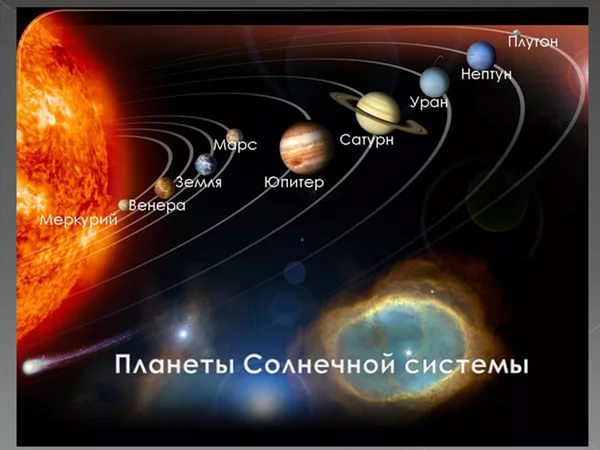 Плутон
Нептун
Уран
Сатурн
Марс
Земля
Юпитер
Венера
Меркурий
Планеты Солнечной системы